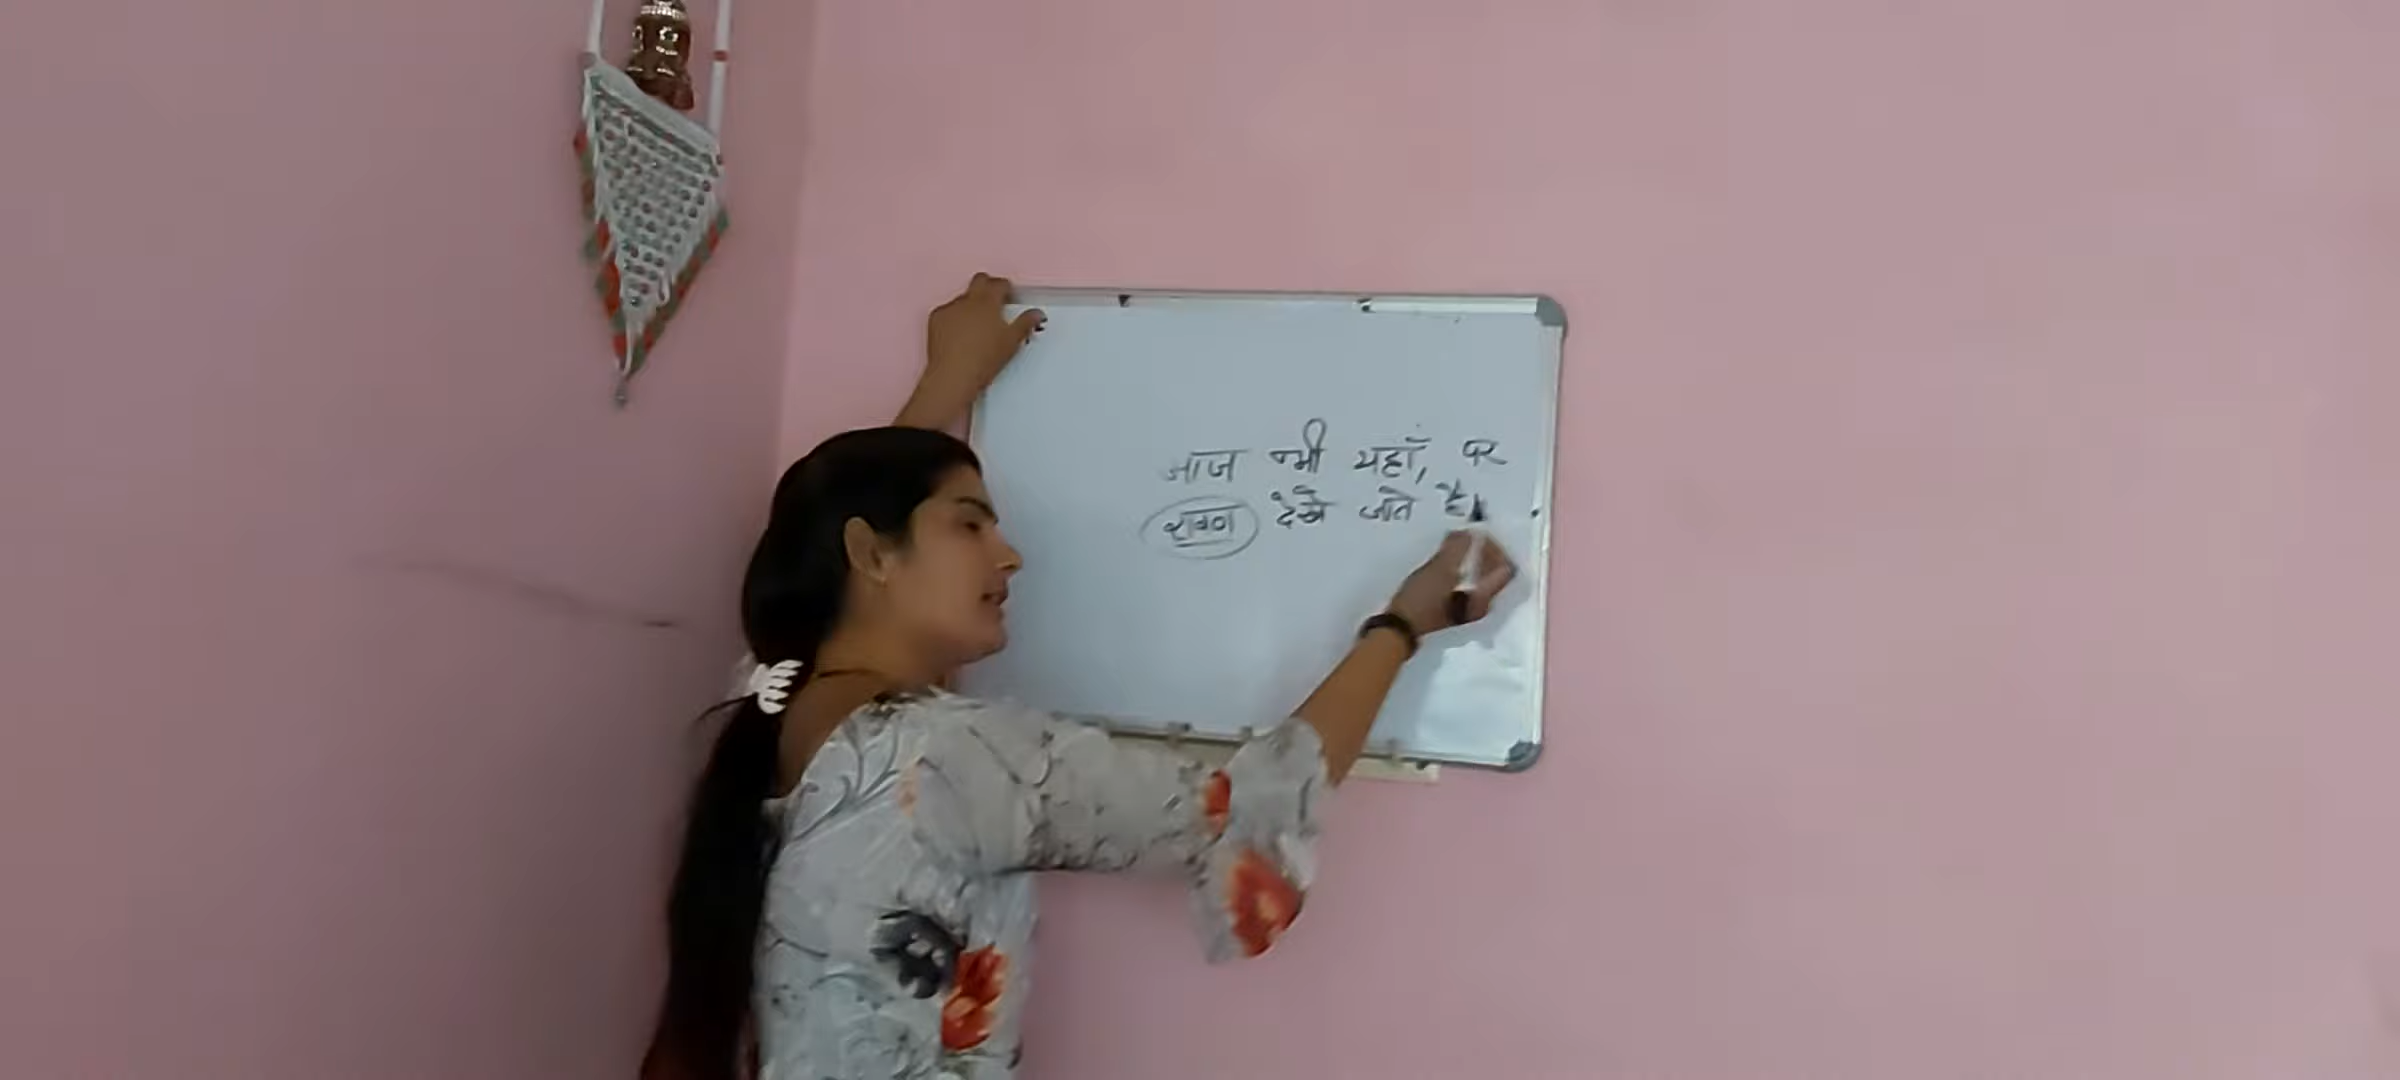 आज भी यहाँ, पर
रावण देखे जाते है।